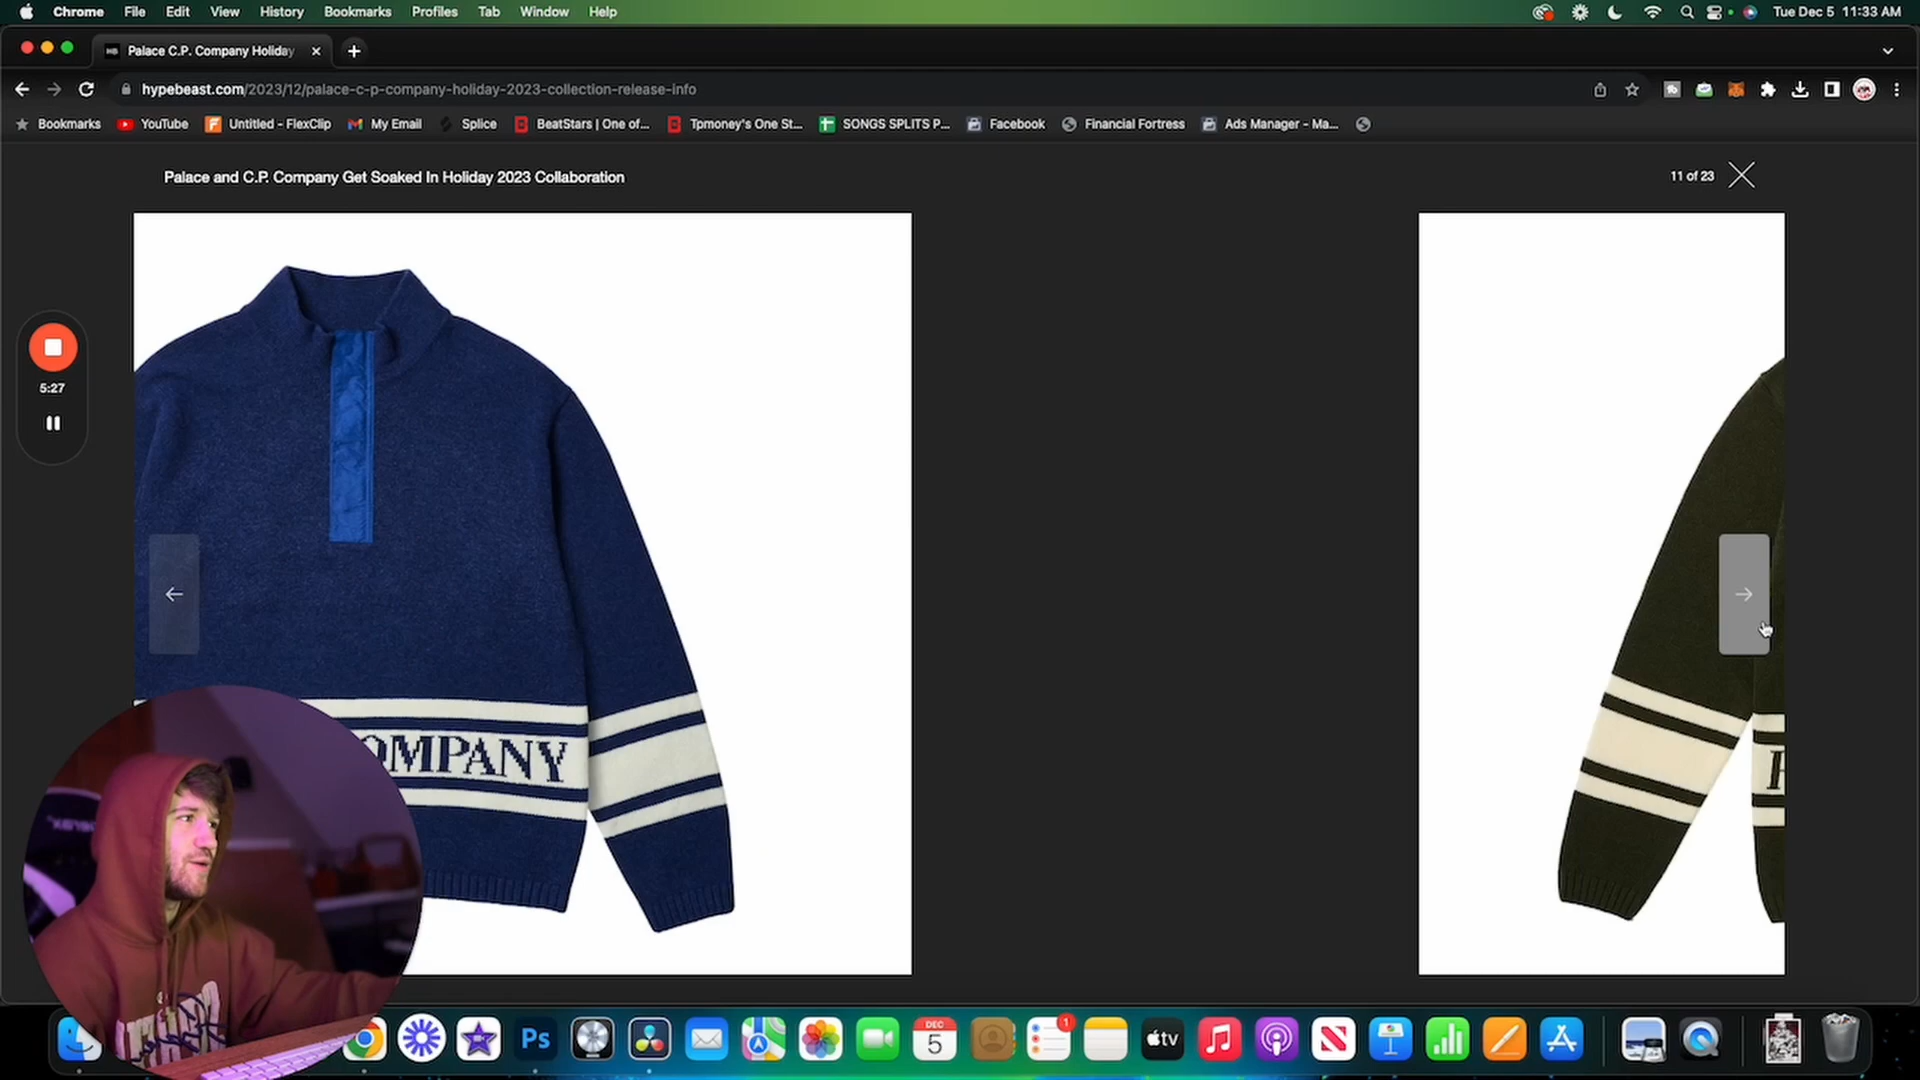 Chrome File Edit View History Bookmarks Profiles Tab Window Help
Tue Dec 5 11:33 AM
Palace C.P. Company Holiday
hypebeast.com/2023/12/palace-c-p-company-holiday-2023-collection-release-info
Bookmarks YouTube Untitled - FlexClip My Email Splice BeatStars | One of... Tpmoney's One St... SONGS SPLITS P... Facebook Financial Fortress Ads Manager - Ma...
Palace and C.P. Company Get Soaked In Holiday 2023 Collaboration
11 of 23
5:27
OMPANY
1
Ps
DEC
5
tv